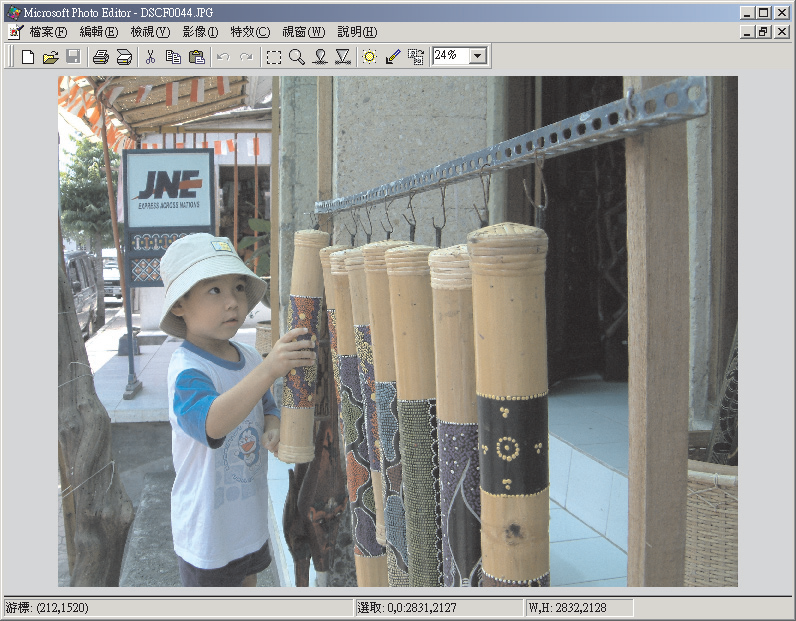 Microsoft Photo Editor - DSCF0044.JPG
檔案(F) 編輯(E) 檢視(V) 影像(I) 特效(C) 視窗(W) 說明(H)
24%
JNE
EXPRESS ACROSS NATIONS
游標: (212,1520) 選取: 0,0:2831,2127 W,H: 2832,2128